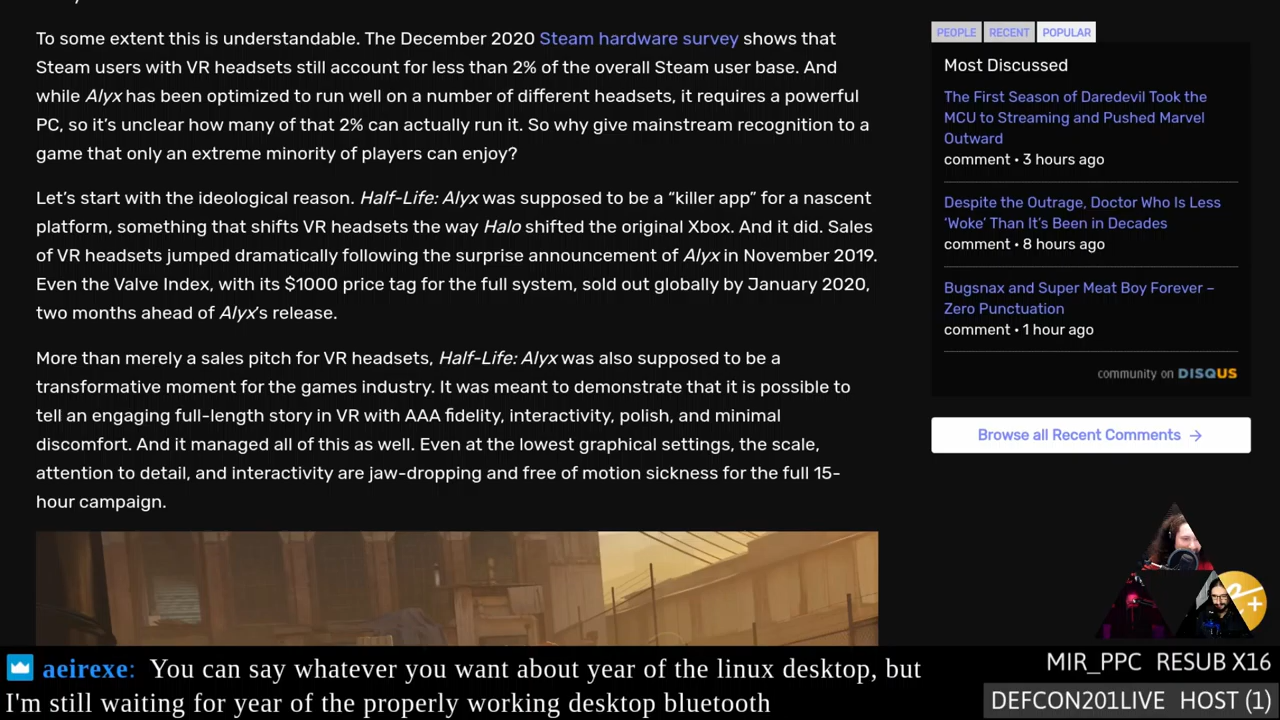 To some extent this is understandable. The December 2020 Steam hardware survey shows that
Steam users with VR headsets still account for less than 2% of the overall Steam user base. And
while Alyx has been optimized to run well on a number of different headsets, it requires a powerful
PC, so it's unclear how many of that 2% can actually run it. So why give mainstream recognition to a
game that only an extreme minority of players can enjoy?
Let's start with the ideological reason. Half-Life: Alyx was supposed to be a “killer app” for a nascent
platform, something that shifts VR headsets the way Halo shifted the original Xbox. And it did. Sales
of VR headsets jumped dramatically following the surprise announcement of Alyx in November 2019.
Even the Valve Index, with its $1000 price tag for the full system, sold out globally by January 2020,
two months ahead of Alyx's release.
More than merely a sales pitch for VR headsets, Half-Life: Alyx was also supposed to be a
transformative moment for the games industry. It was meant to demonstrate that it is possible to
tell an engaging full-length story in VR with AAA fidelity, interactivity, polish, and minimal
discomfort. And it managed all of this as well. Even at the lowest graphical settings, the scale,
attention to detail, and interactivity are jaw-dropping and free of motion sickness for the full 15-
hour campaign.
PEOPLE RECENT POPULAR
Most Discussed
The First Season of Daredevil Took the
MCU to Streaming and Pushed Marvel
Outward
comment • 3 hours ago
Despite the Outrage, Doctor Who Is Less
‘Woke’ Than It's Been in Decades
comment • 8 hours ago
Bugsnax and Super Meat Boy Forever –
Zero Punctuation
comment • 1 hour ago
community on DISQUS
Browse all Recent Comments →
aeirexe: You can say whatever you want about year of the linux desktop, but
I'm still waiting for year of the properly working desktop bluetooth
MIR_PPC RESUB X16
DEFCON201LIVE HOST (1)